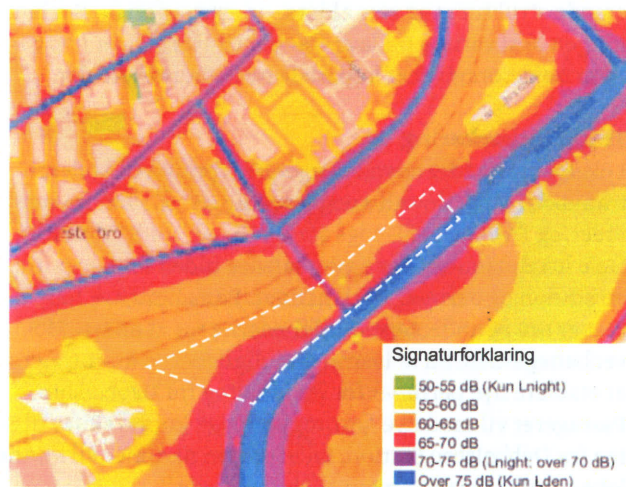 esterbro
Signaturforklaring
50-55 dB (Kun Lnight)
55-60 dB
60-65 dB
65-70 dB
70-75 dB (Lnight: over 70 dB)
Over 75 dB (Kun Lden)